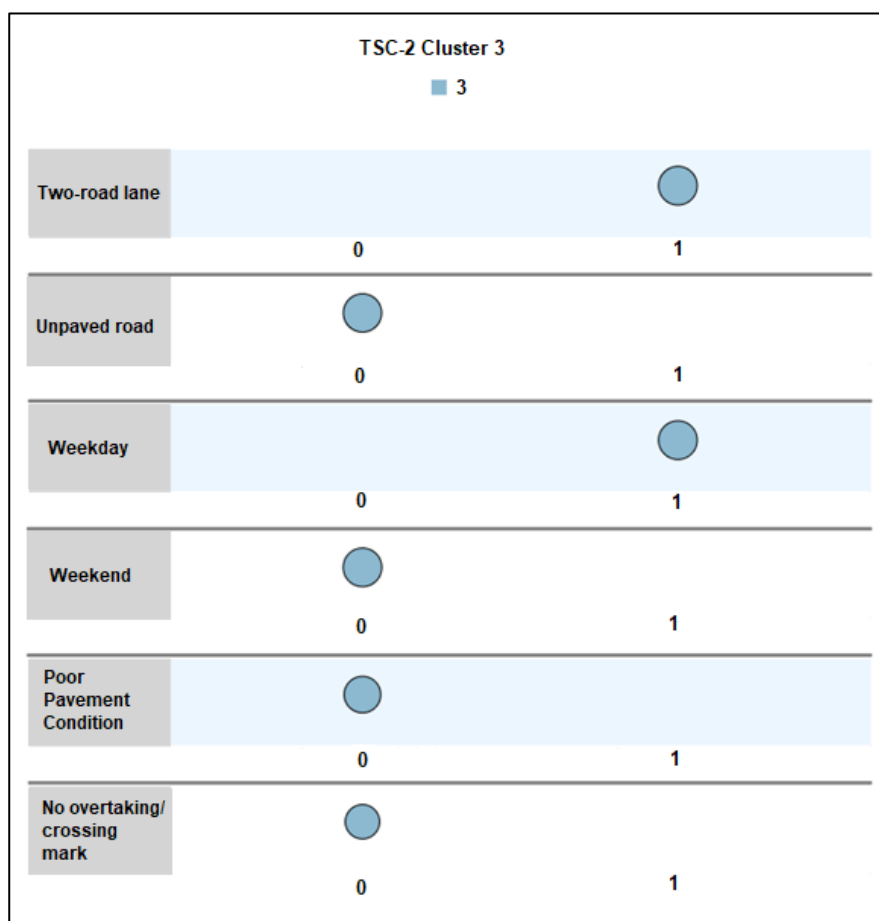 TSC-2 Cluster 3
3
Two-road lane
0 1
Unpaved road
0 1
Weekday
0 1
Weekend
0 1
Poor
Pavement
Condition
0 1
No overtaking/
crossing
mark
0 1